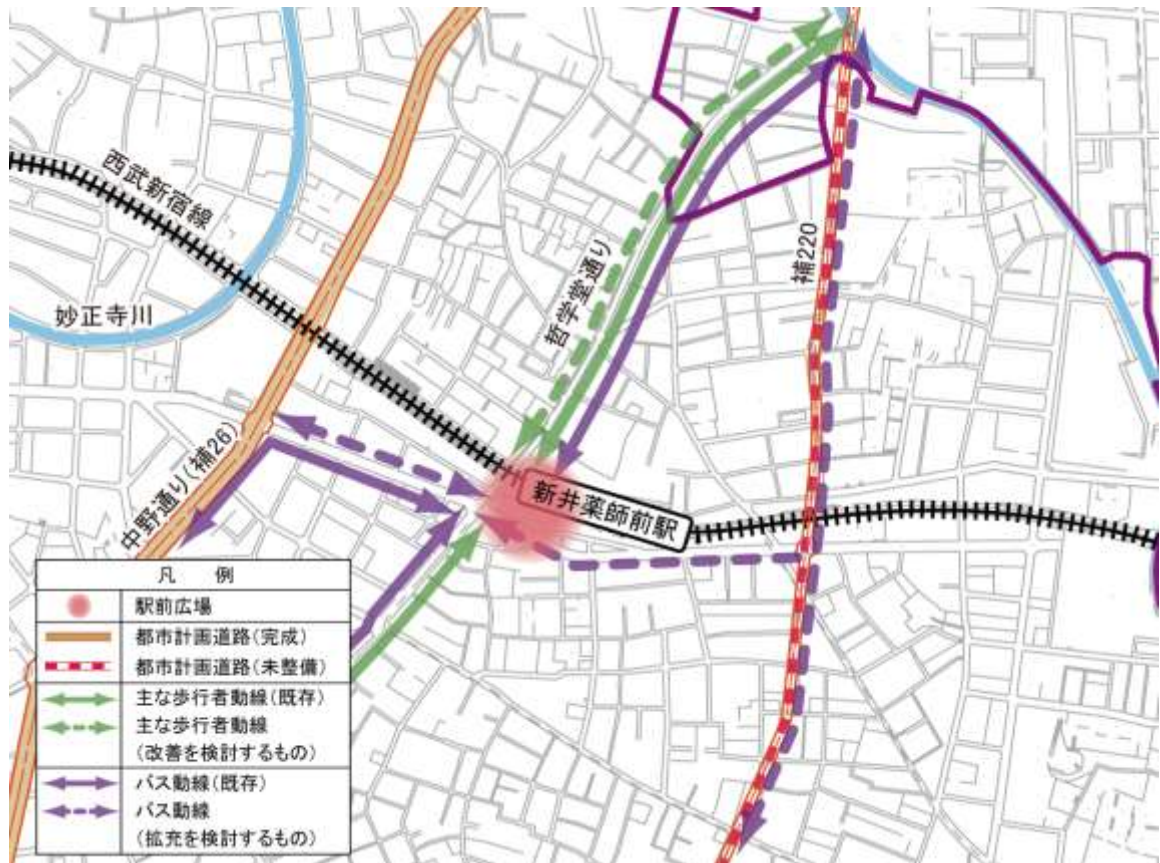 西武新宿線
妙正寺川
哲学堂通り
補220
中野通り(補26)
新井薬師前駅
凡 例
駅前広場
都市計画道路(完成)
都市計画道路(未整備)
主な歩行者動線(既存)
主な歩行者動線
(改善を検討するもの)
バス動線(既存)
バス動線
(拡充を検討するもの)